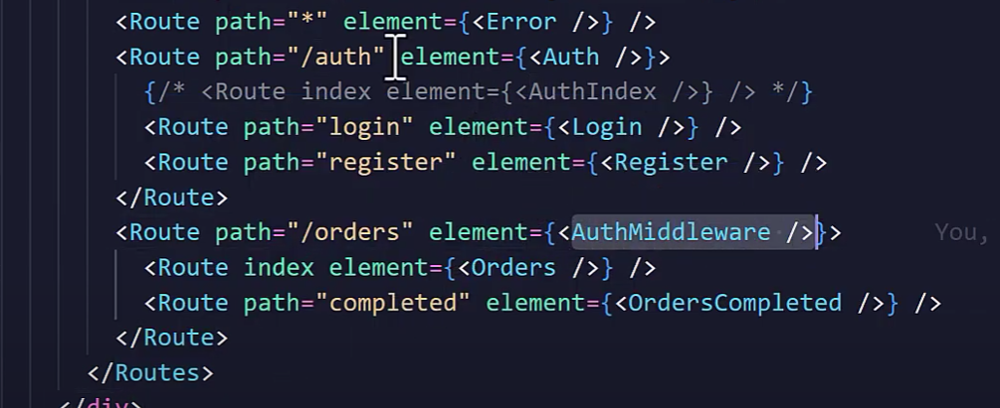 <Route path="*" element={<Error />} />
<Route path="/auth" element={<Auth />}>
{/* <Route index element={<AuthIndex />} /> */}
<Route path="login" element={<Login />} />
<Route path="register" element={<Register />} />
</Route>
<Route path="/orders" element={<AuthMiddleware />}> You,
<Route index element={<Orders />} />
<Route path="completed" element={<OrdersCompleted />} />
</Route>
</Routes>
</div>